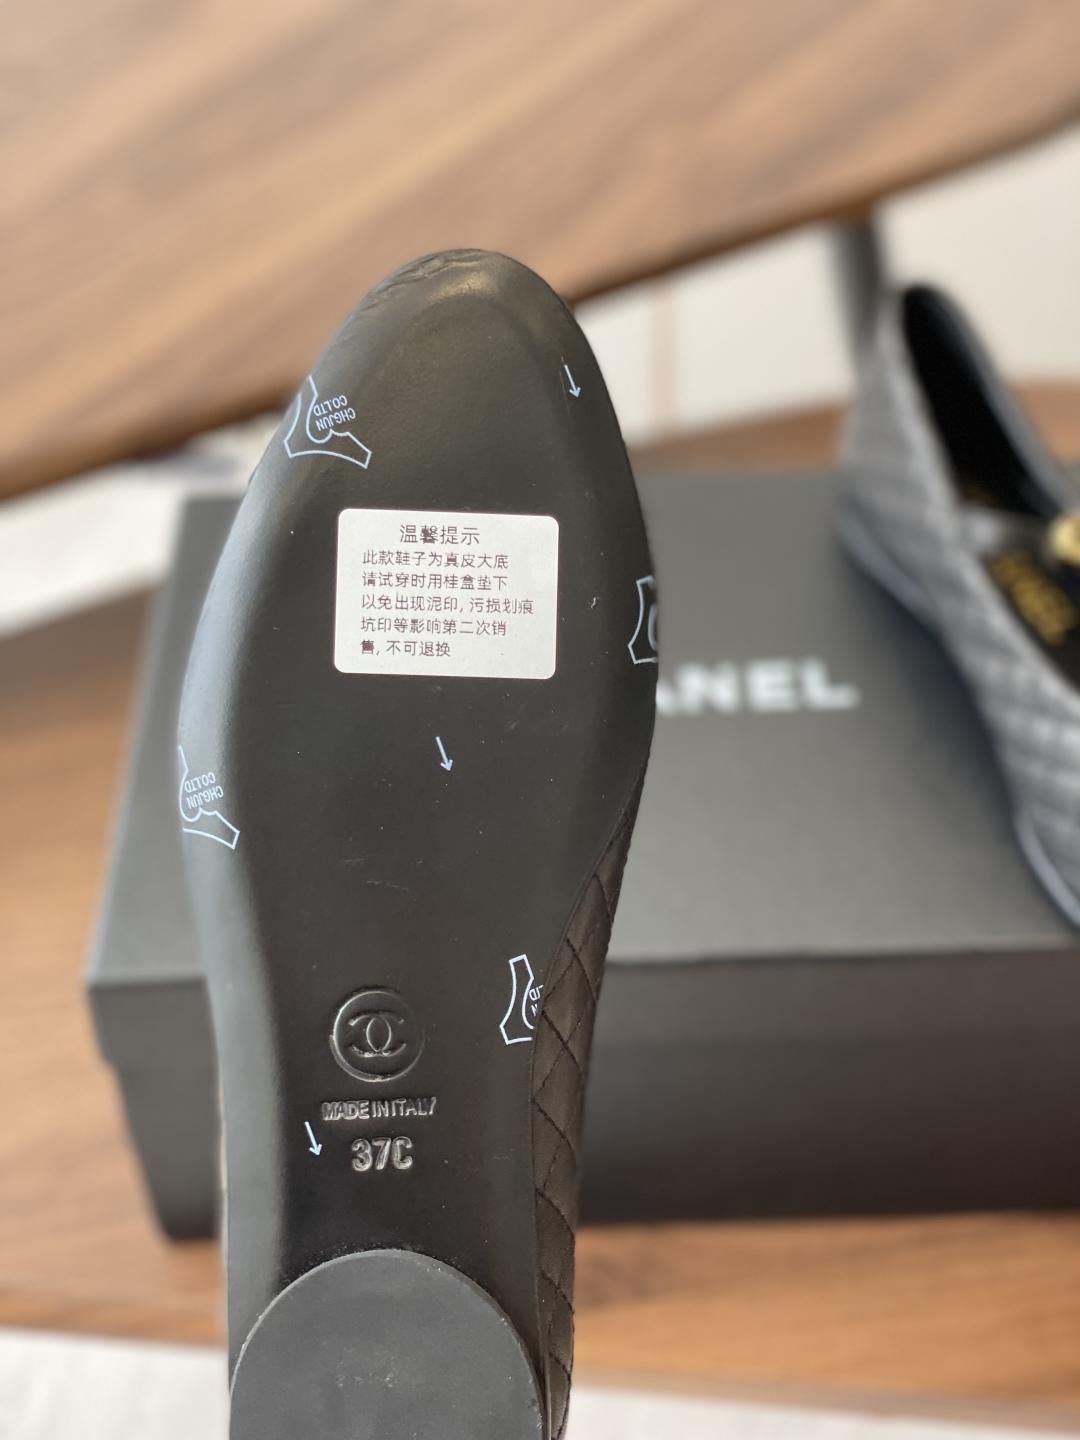 CHGJUN
CO.LTD
温馨提示
此款鞋子为真皮大底
请试穿时用桂盒垫下
以免出现泥印, 污损划痕
坑印等影响第二次销
售, 不可退换
ANEL
CHGJUN
CO.LTD
LTD
N
MADE IN ITALY
37C